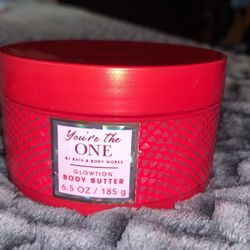 You're the
ONE
BY BATH & BODY WORKS
GLOWTION
BODY BUTTER
6.5 OZ / 185 g